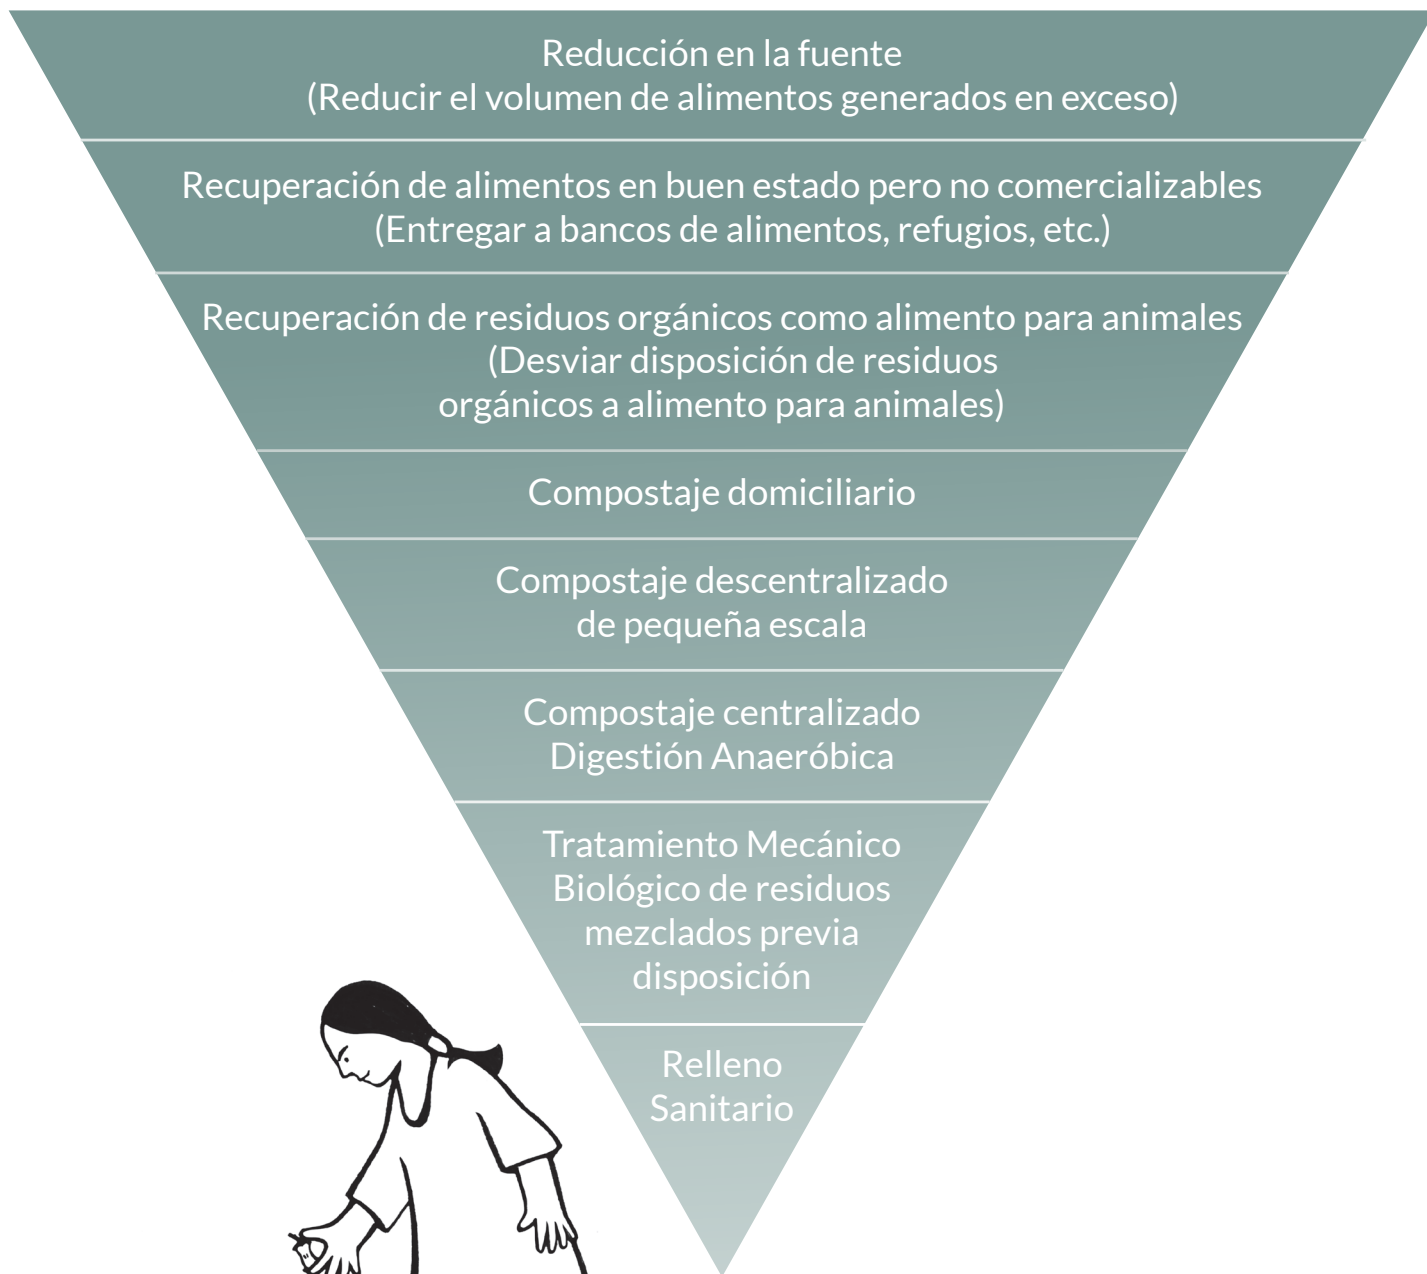 Reducción en la fuente
(Reducir el volumen de alimentos generados en exceso)
Recuperación de alimentos en buen estado pero no comercializables
(Entregar a bancos de alimentos, refugios, etc.)
Recuperación de residuos orgánicos como alimento para animales
(Desviar disposición de residuos
orgánicos a alimento para animales)
Compostaje domiciliario
Compostaje descentralizado
de pequeña escala
Compostaje centralizado
Digestión Anaeróbica
Tratamiento Mecánico
Biológico de residuos
mezclados previa
disposición
Relleno
Sanitario